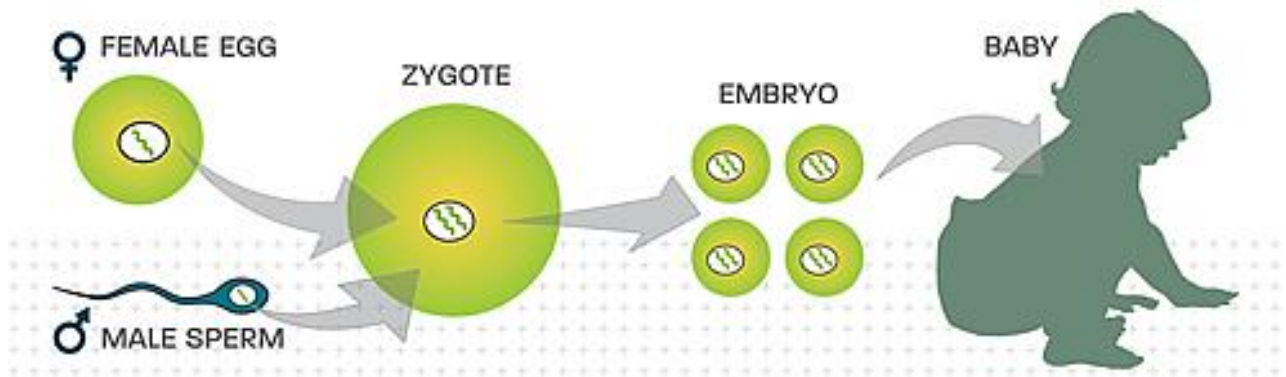 FEMALE EGG
ZYGOTE
EMBRYO
BABY
MALE SPERM